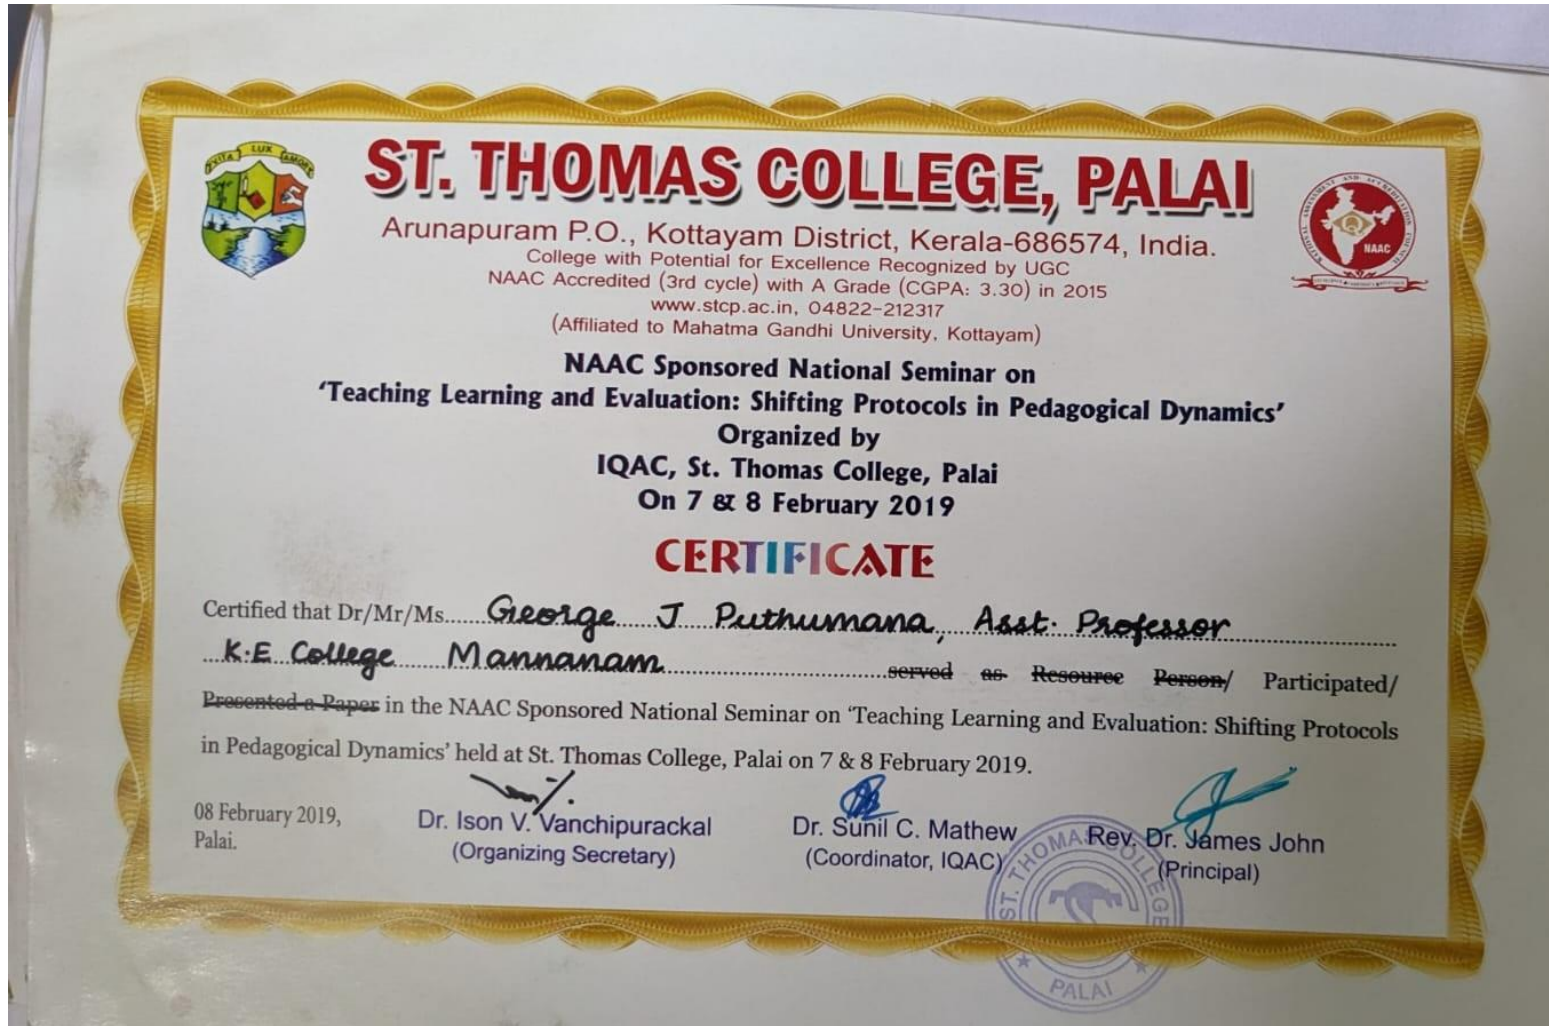 VITA LUX AMORE
ST. THOMAS COLLEGE, PALAI
Arunapuram P.O., Kottayam District, Kerala-686574, India.
College with Potential for Excellence Recognized by UGC
NAAC Accredited (3rd cycle) with A Grade (CGPA: 3.30) in 2015
www.stcp.ac.in, 04822-212317
(Affiliated to Mahatma Gandhi University, Kottayam)
NAAC
NAAC Sponsored National Seminar on
‘Teaching Learning and Evaluation: Shifting Protocols in Pedagogical Dynamics’
Organized by
IQAC, St. Thomas College, Palai
On 7 & 8 February 2019
CERTIFICATE
Certified that Dr/Mr/Ms...... George J Puthumana, Asst. Professor
K.E College Mannanam served as Resource Person/ Participated/
Presented a Paper in the NAAC Sponsored National Seminar on ‘Teaching Learning and Evaluation: Shifting Protocols
in Pedagogical Dynamics’ held at St. Thomas College, Palai on 7 & 8 February 2019.
08 February 2019,
Palai.
Dr. Ison V. Vanchipurackal
(Organizing Secretary)
Dr. Sunil C. Mathew
(Coordinator, IQAC)
Rev. Dr. James John
(Principal)
ST. THOMAS COLLEGE
PALAI